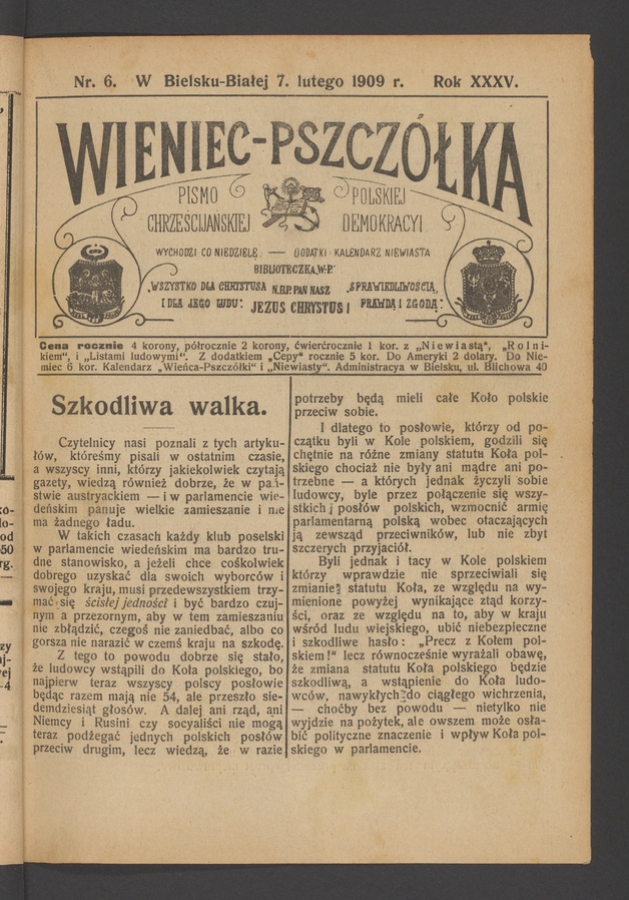 Nr. 6. W Bielsku-Białej 7. lutego 1909 r. Rok XXXV.
WIENIEC-PSZCZÓŁKA
PISMO POLSKIEJ
CHRZEŚCIJAŃSKIEJ DEMOKRACYI
WYCHODZI CO NIEDZIELĘ. — DODATKI: KALENDARZ NIEWIASTA
BIBLIOTECZKA „W-P"
„WSZYSTKO DLA CHRYSTUSA N.B.P. PAN NASZ „SPRAWIEDLIWOŚCIĄ,
I DLA JEGO LUDU". JEZUS CHRYSTUS! PRAWDĄ I ZGODĄ"
Cena rocznie 4 korony, półrocznie 2 korony, ćwierćrocznie 1 kor. z „Niewiastą", „Rolni-
kiem", i „Listami ludowymi". Z dodatkiem „Cepy" rocznie 5 kor. Do Ameryki 2 dolary. Do Nie-
miec 6 kor. Kalendarz „Wieńca-Pszczółki" i „Niewiasty". Administracya w Bielsku, ul. Blichowa 40
Szkodliwa walka.
Czytelnicy nasi poznali z tych artyku-
łów, któreśmy pisali w ostatnim czasie,
a wszyscy inni, którzy jakiekolwiek czytają
gazety, wiedzą również dobrze, że w pań-
stwie austryackiem — i w parlamencie wie-
deńskim panuje wielkie zamieszanie i nie
ma żadnego ładu.
W takich czasach każdy klub poselski
w parlamencie wiedeńskim ma bardzo tru-
dne stanowisko, a jeżeli chce cośkolwiek
dobrego uzyskać dla swoich wyborców i
swojego kraju, musi przedewszystkiem trzy-
mać się ścisłej jedności i być bardzo czuj-
nym a przezornym, aby w tem zamieszaniu
nie zbłądzić, czegoś nie zaniedbać, albo co
gorsza nie narazić w czemś kraju na szkodę.
Z tego to powodu dobrze się stało,
że ludowcy wstąpili do Koła polskiego, bo
najpierw teraz wszyscy polscy posłowie
będąc razem mają nie 54, ale przeszło sie-
demdziesiąt głosów. A dalej ani rząd, ani
Niemcy i Rusini czy socyaliści nie mogą
teraz podżegać jednych polskich posłów
przeciw drugim, lecz wiedzą, że w razie
potrzeby będą mieli całe Koło polskie
przeciw sobie.
I dlatego to posłowie, którzy od po-
czątku byli w Kole polskiem, godzili się
chętnie na różne zmiany statutu Koła pol-
skiego chociaż nie były ani mądre ani po-
trzebne — a których jednak życzyli sobie
ludowcy, byle przez połączenie się wszy-
stkich posłów polskich, wzmocnić armię
parlamentarną polską wobec otaczających
ją zewsząd przeciwników, lub nie zbyt
szczerych przyjaciół.
Byli jednak i tacy w Kole polskiem
którzy wprawdzie nie sprzeciwiali się
zmianie statutu Koła, ze względu na wy-
mienione powyżej wynikające ztąd korzy-
ści, oraz ze względu na to, aby w kraju
wśród ludu wiejskiego, ubić niebezpieczne
i szkodliwe hasło: „Precz z Kołem pol-
skiem!" lecz równocześnie wyrażali obawę,
że zmiana statutu Koła polskiego będzie
szkodliwą, a wstąpienie do Koła ludo-
wców, nawykłych do ciągłego wichrzenia,
— choćby bez powodu — nietylko nie
wyjdzie na pożytek, ale owszem może osła-
bić polityczne znaczenie i wpływ Koła pol-
skiego w parlamencie.